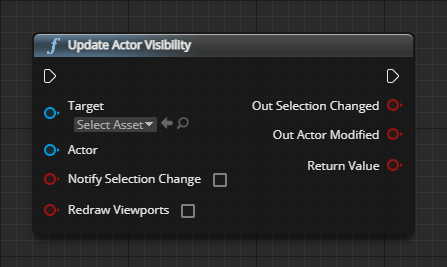 Update Actor Visibility
Target
Select Asset
Actor
Notify Selection Change
Redraw Viewports
Out Selection Changed
Out Actor Modified
Return Value